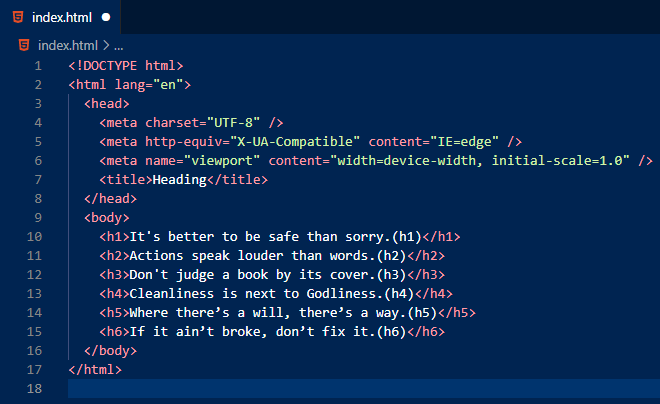 index.html ●
index.html > ...
1 <!DOCTYPE html>
2 <html lang="en">
3   <head>
4     <meta charset="UTF-8" />
5     <meta http-equiv="X-UA-Compatible" content="IE=edge" />
6     <meta name="viewport" content="width=device-width, initial-scale=1.0" />
7     <title>Heading</title>
8   </head>
9   <body>
10     <h1>It's better to be safe than sorry.(h1)</h1>
11     <h2>Actions speak louder than words.(h2)</h2>
12     <h3>Don't judge a book by its cover.(h3)</h3>
13     <h4>Cleanliness is next to Godliness.(h4)</h4>
14     <h5>Where there’s a will, there’s a way.(h5)</h5>
15     <h6>If it ain’t broke, don’t fix it.(h6)</h6>
16   </body>
17 </html>
18